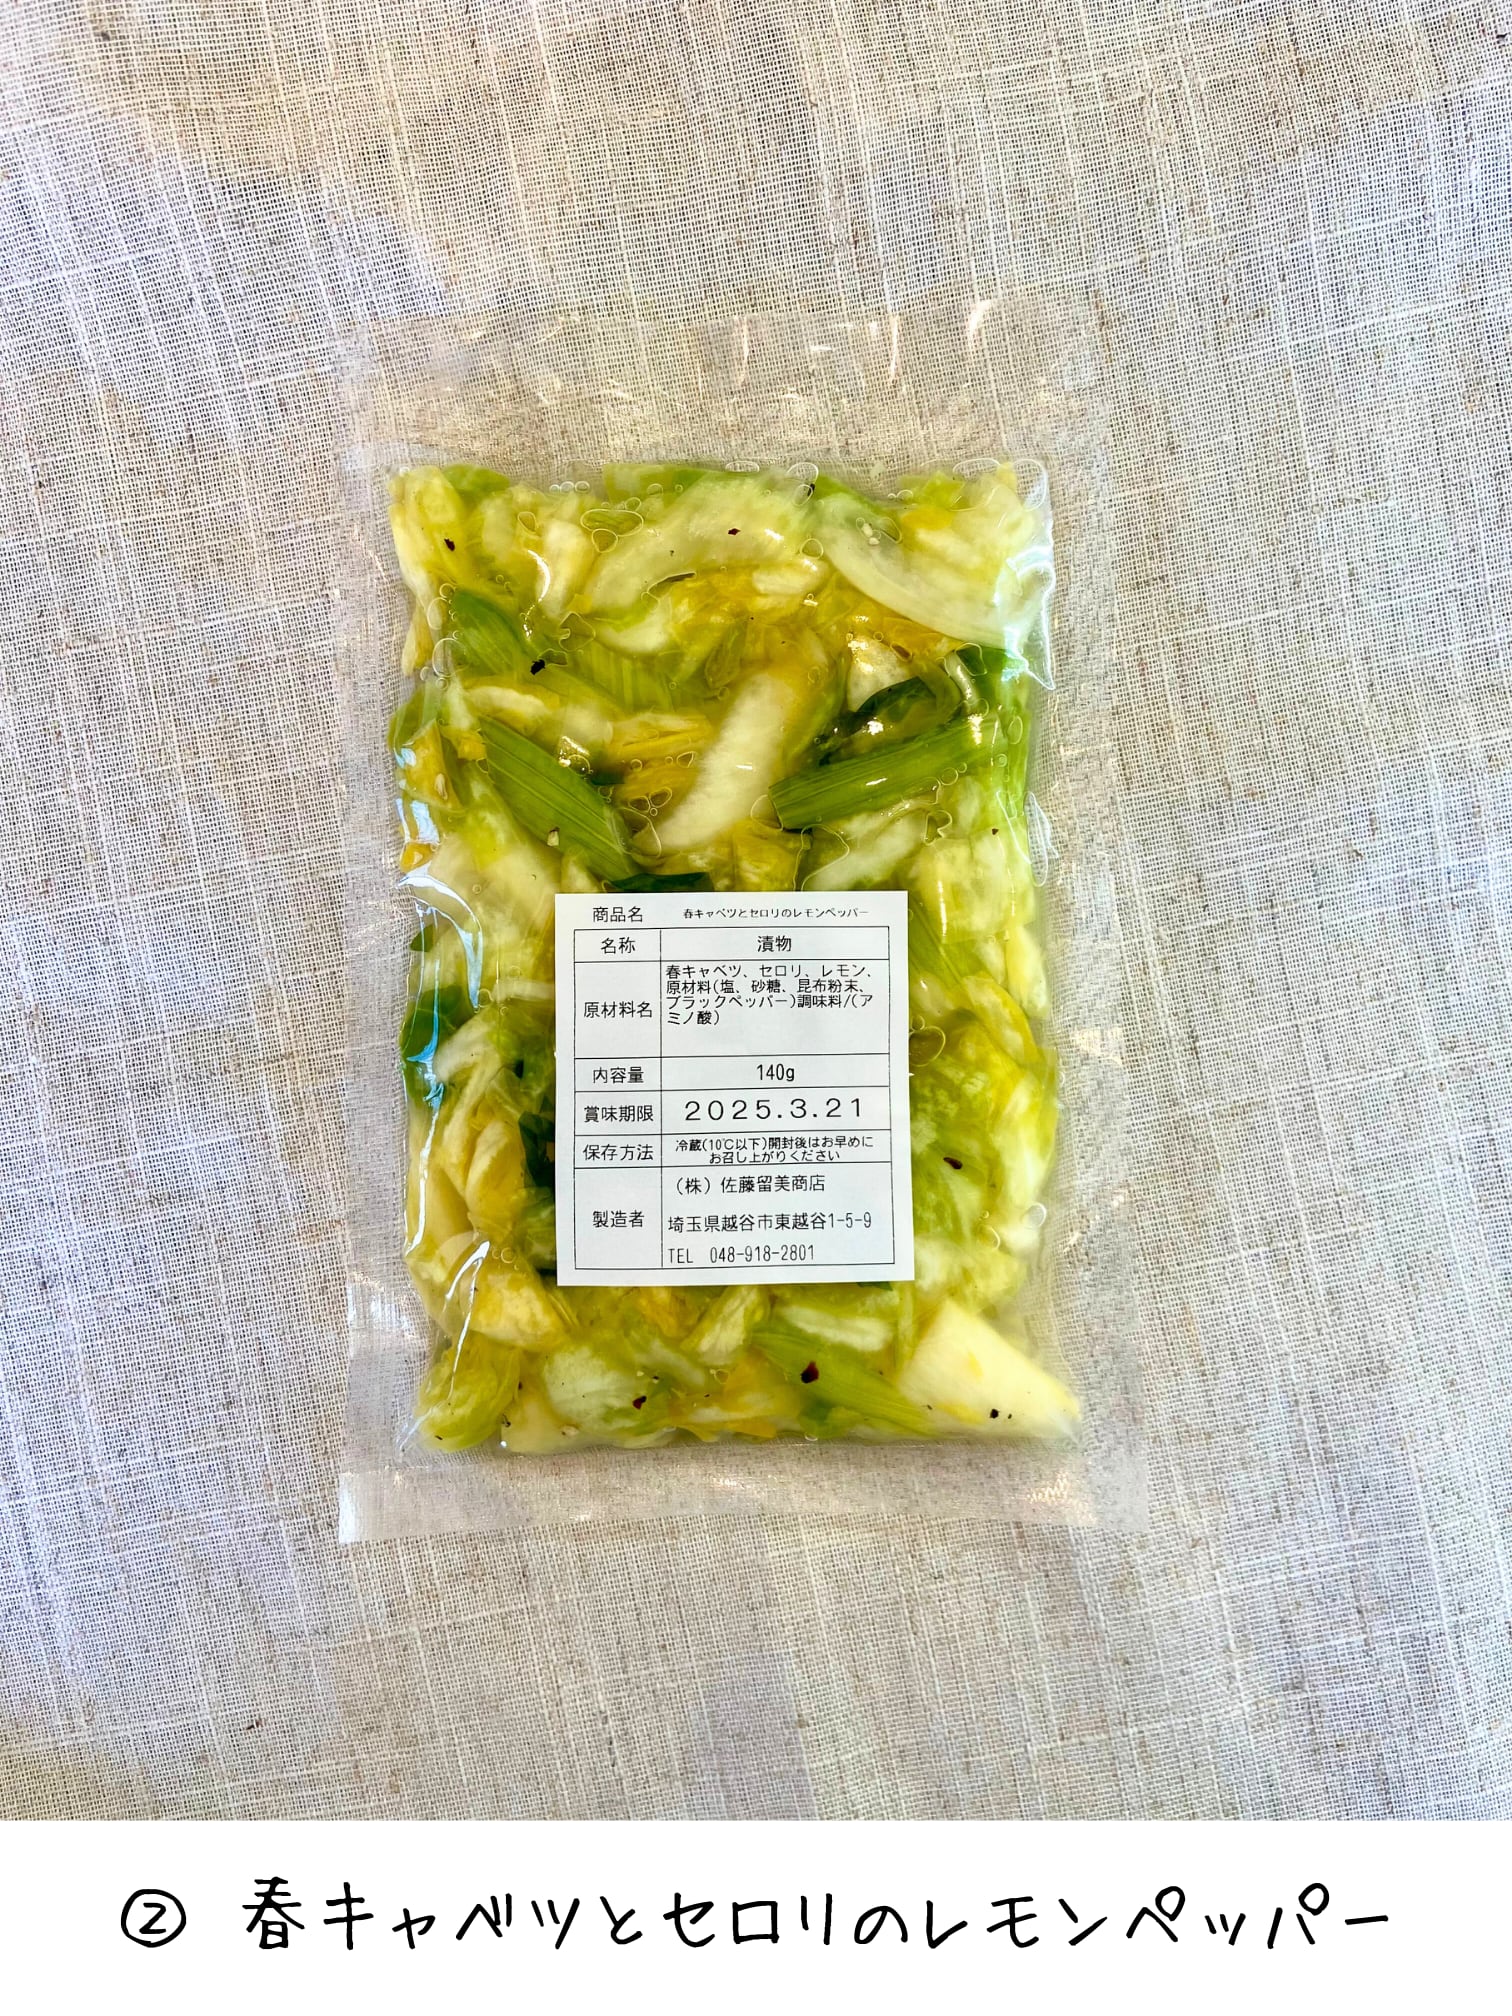 商品名 春キャベツとセロリのレモンペッパー
名称 漬物
原材料名 春キャベツ、セロリ、レモン、
原材料(塩、砂糖、昆布粉末、
ブラックペッパー)調味料/(ア
ミノ酸)
内容量 140g
賞味期限 2025.3.21
保存方法 冷蔵(10℃以下)開封後はお早めに
お召し上がりください
製造者 (株)佐藤留美商店
埼玉県越谷市東越谷1-5-9
TEL 048-918-2801
② 春キャベツとセロリのレモンペッパー